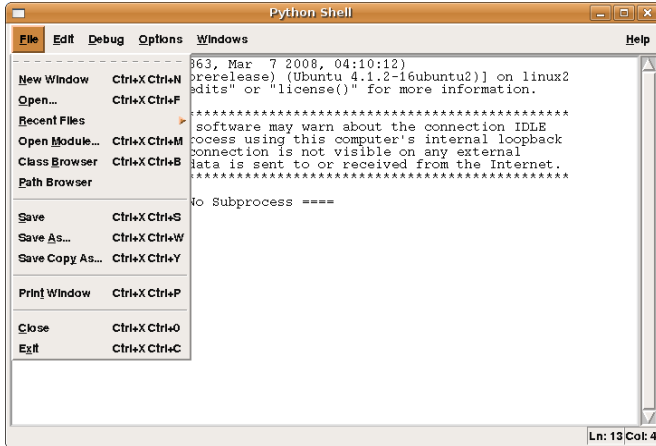 Python Shell
File Edit Debug Options Windows Help
863, Mar 7 2008, 04:10:12)
prerelease) (Ubuntu 4.1.2-16ubuntu2)] on linux2
edits" or "license()" for more information.
*************************************************
software may warn about the connection IDLE
rocess using this computer's internal loopback
connection is not visible on any external
data is sent to or received from the Internet.
*************************************************
No Subprocess ====
New Window Ctrl+X Ctrl+N
Open... Ctrl+X Ctrl+F
Recent Files
Open Module... Ctrl+X Ctrl+M
Class Browser Ctrl+X Ctrl+B
Path Browser
Save Ctrl+X Ctrl+S
Save As... Ctrl+X Ctrl+W
Save Copy As... Ctrl+X Ctrl+Y
Print Window Ctrl+X Ctrl+P
Close Ctrl+X Ctrl+0
Exit Ctrl+X Ctrl+C
Ln: 13 Col: 4